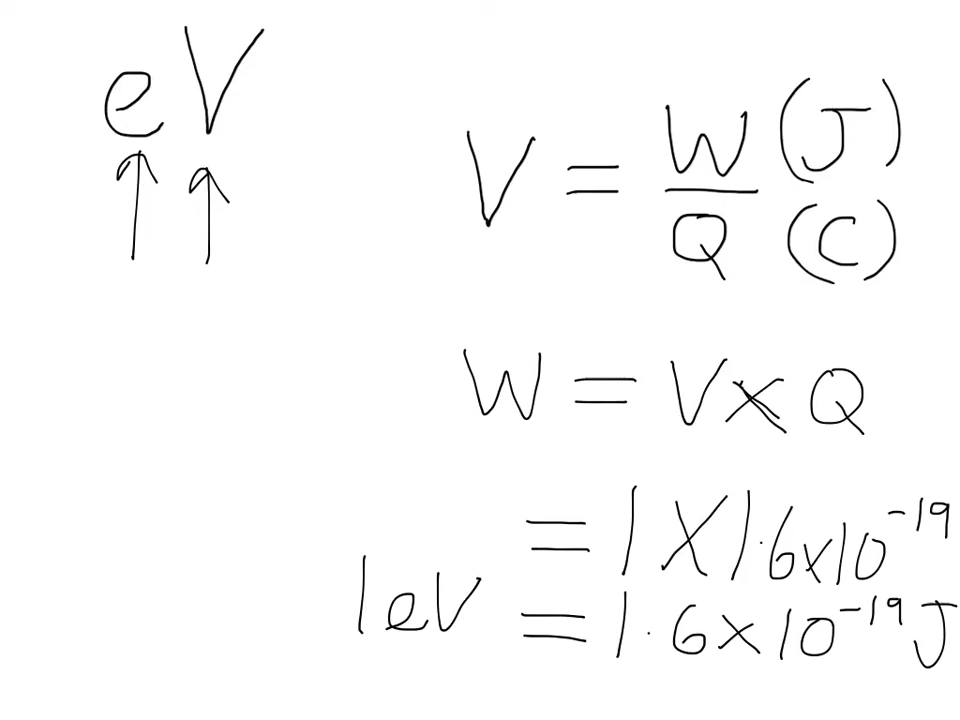 eV
V = W (J) / Q (C)
W = V × Q
= 1 × 1.6×10⁻¹⁹
1eV = 1.6×10⁻¹⁹ J